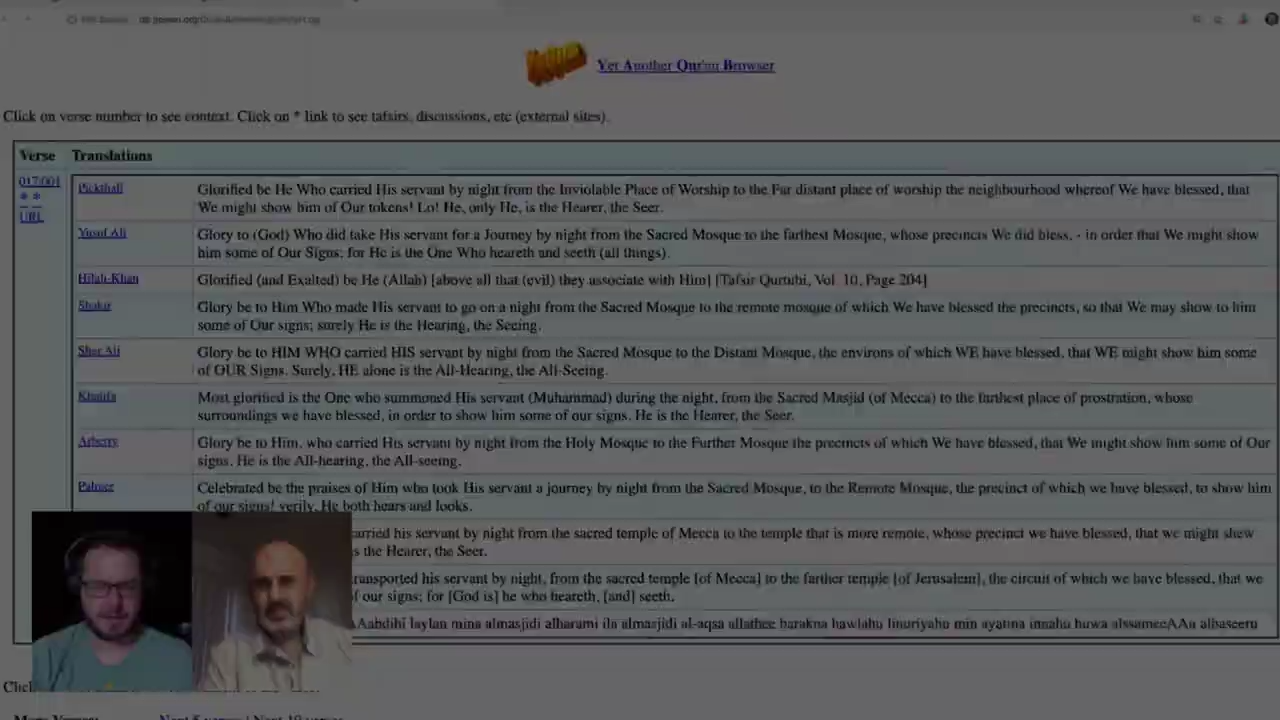 Yet Another Qur'an Browser
Click on verse number to see context. Click on * link to see tafsirs, discussions, etc (external sites).
Verse Translations
017:001
* *
URL
Pickthall Glorified be He Who carried His servant by night from the Inviolable Place of Worship to the Far distant place of worship the neighbourhood whereof We have blessed, that
We might show him of Our tokens! Lo! He, only He, is the Hearer, the Seer.
Yusuf Ali Glory to (God) Who did take His servant for a Journey by night from the Sacred Mosque to the farthest Mosque, whose precincts We did bless, - in order that We might show
him some of Our Signs: for He is the One Who heareth and seeth (all things).
Hilali-Khan Glorified (and Exalted) be He (Allah) [above all that (evil) they associate with Him] [Tafsir Qurtubi, Vol. 10, Page 204]
Shakir Glory be to Him Who made His servant to go on a night from the Sacred Mosque to the remote mosque of which We have blessed the precincts, so that We may show to him
some of Our signs; surely He is the Hearing, the Seeing.
Sher Ali Glory be to HIM WHO carried HIS servant by night from the Sacred Mosque to the Distant Mosque, the environs of which WE have blessed, that WE might show him some
of OUR Signs. Surely, HE alone is the All-Hearing, the All-Seeing.
Khalifa Most glorified is the One who summoned His servant (Muhammad) during the night, from the Sacred Masjid (of Mecca) to the farthest place of prostration, whose
surroundings we have blessed, in order to show him some of our signs. He is the Hearer, the Seer.
Arberry Glory be to Him, who carried His servant by night from the Holy Mosque to the Further Mosque the precincts of which We have blessed, that We might show him some of Our
signs. He is the All-hearing, the All-seeing.
Palmer Celebrated be the praises of Him who took His servant a journey by night from the Sacred Mosque, to the Remote Mosque, the precinct of which we have blessed, to show him
of our signs! verily, He both hears and looks.
carried his servant by night from the sacred temple of Mecca to the temple that is more remote, whose precinct we have blessed, that we might shew
s the Hearer, the Seer.
transported his servant by night, from the sacred temple [of Mecca] to the farther temple [of Jerusalem], the circuit of which we have blessed, that we
of our signs; for [God is] he who heareth, [and] seeth.
AAabdihi laylan mina almasjidi alharami ila almasjidi al-aqsa allathee barakna hawlahu linuriyahu min ayatina innahu huwa alssameeAAu albaseeru
Clic
More Verses: Next 5 verses | Next 10 verses